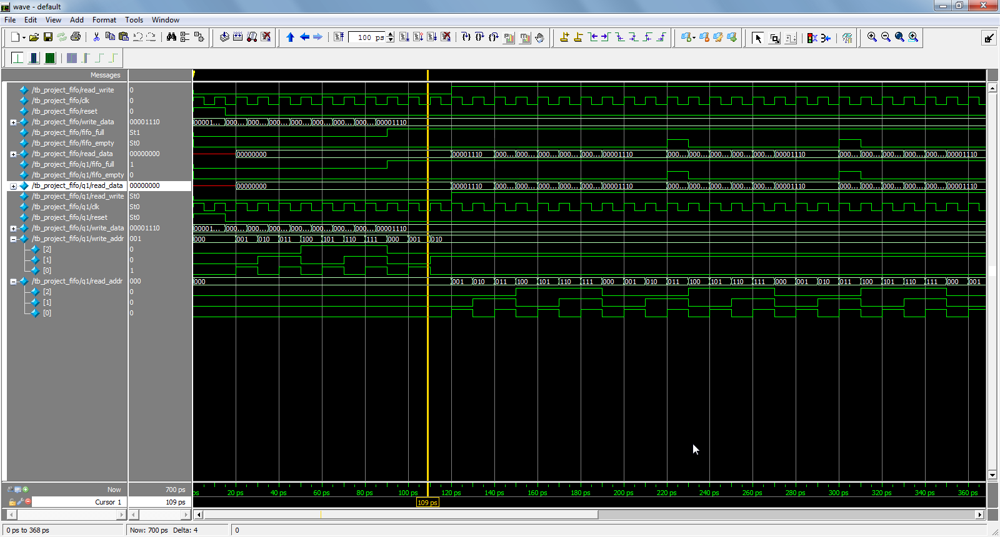 wave - default
File Edit View Add Format Tools Window
100 ps
Messages
/tb_project_fifo/read_write 0
/tb_project_fifo/clk 0
/tb_project_fifo/reset 0
/tb_project_fifo/write_data 00001110 00001... 000... 000... 000... 000... 000... 000... 000... 00001110
/tb_project_fifo/fifo_full St1
/tb_project_fifo/fifo_empty St0
/tb_project_fifo/read_data 00000000 00000000 00001110 000... 000... 000... 000... 000... 00001110 000... 000... 000... 000... 000... 00001110 000... 000... 000... 000... 000... 00001110
/tb_project_fifo/q1/fifo_full 1
/tb_project_fifo/q1/fifo_empty 0
/tb_project_fifo/q1/read_data 00000000 00000000 00001110 000... 000... 000... 000... 000... 00001110 000... 000... 000... 000... 000... 00001110 000... 000... 000... 000... 000... 00001110
/tb_project_fifo/q1/read_write St0
/tb_project_fifo/q1/clk St0
/tb_project_fifo/q1/reset St0
/tb_project_fifo/q1/write_data 00001110 00001... 000... 000... 000... 000... 000... 000... 000... 00001110
/tb_project_fifo/q1/write_addr 001 000 001 010 011 100 101 110 111 000 001 010
[2] 0
[1] 0
[0] 1
/tb_project_fifo/q1/read_addr 000 000 001 010 011 100 101 110 111 000 001 010 011 100 101 110 111 000 001 010 011 100 101 110 111 000 001
[2] 0
[1] 0
[0] 0
Now 700 ps ps 20 ps 40 ps 60 ps 80 ps 100 ps 120 ps 140 ps 160 ps 180 ps 200 ps 220 ps 240 ps 260 ps 280 ps 300 ps 320 ps 340 ps 360 ps
Cursor 1 109 ps 109 ps
0 ps to 368 ps Now: 700 ps Delta: 4 0